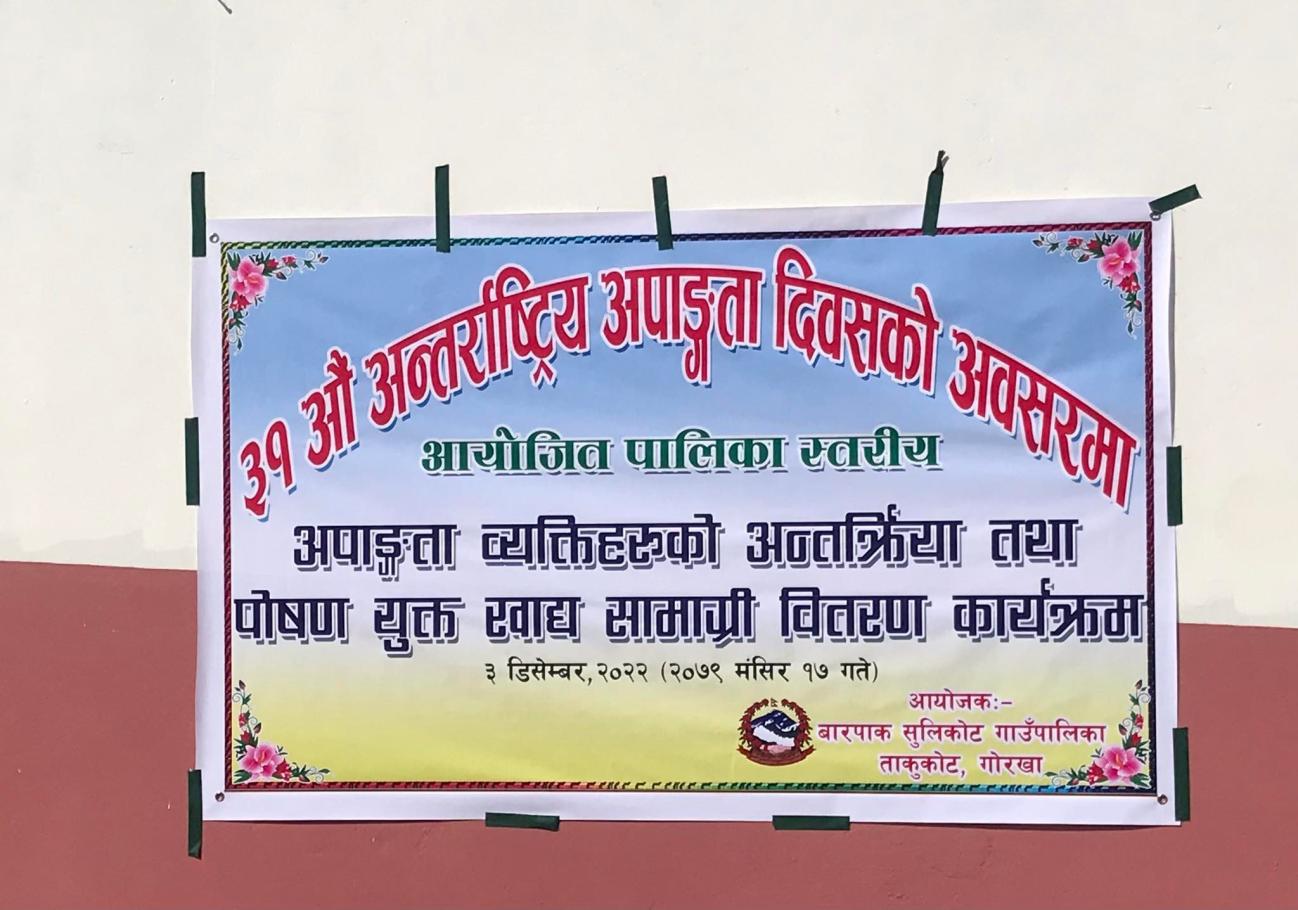 ३१ औं अन्तर्राष्ट्रिय अपाङ्गता दिवसको अवसरमा
आयोजित पालिका स्तरीय
अपाङ्गता व्यक्तिहरुको अन्तर्क्रिया तथा
पोषण युक्त खाद्य सामाग्री वितरण कार्यक्रम
३ डिसेम्बर,२०२२ (२०७९ मंसिर १७ गते)
आयोजकः-
बारपाक सुलिकोट गाउँपालिका
ताकुकोट, गोरखा